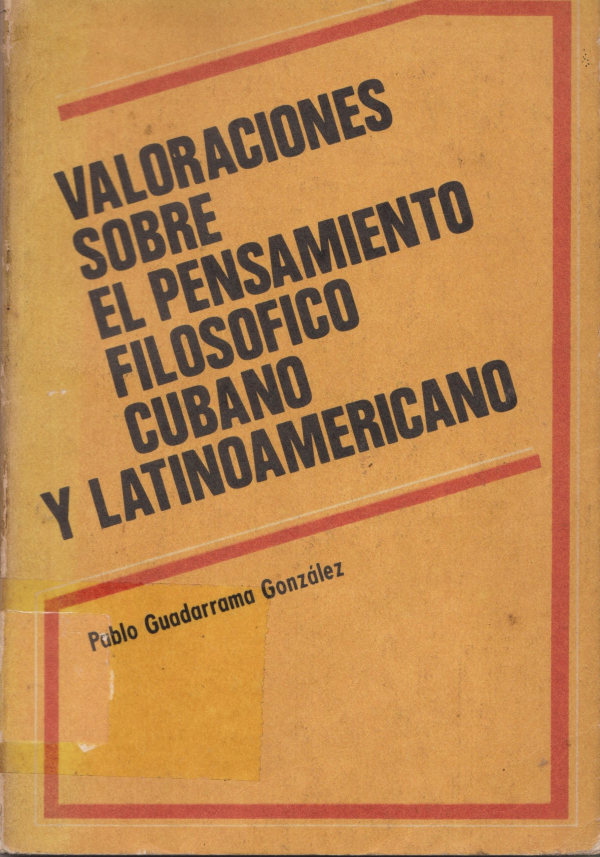 VALORACIONES
SOBRE
EL PENSAMIENTO
FILOSOFICO
CUBANO
Y LATINOAMERICANO
Pablo Guadarrama González